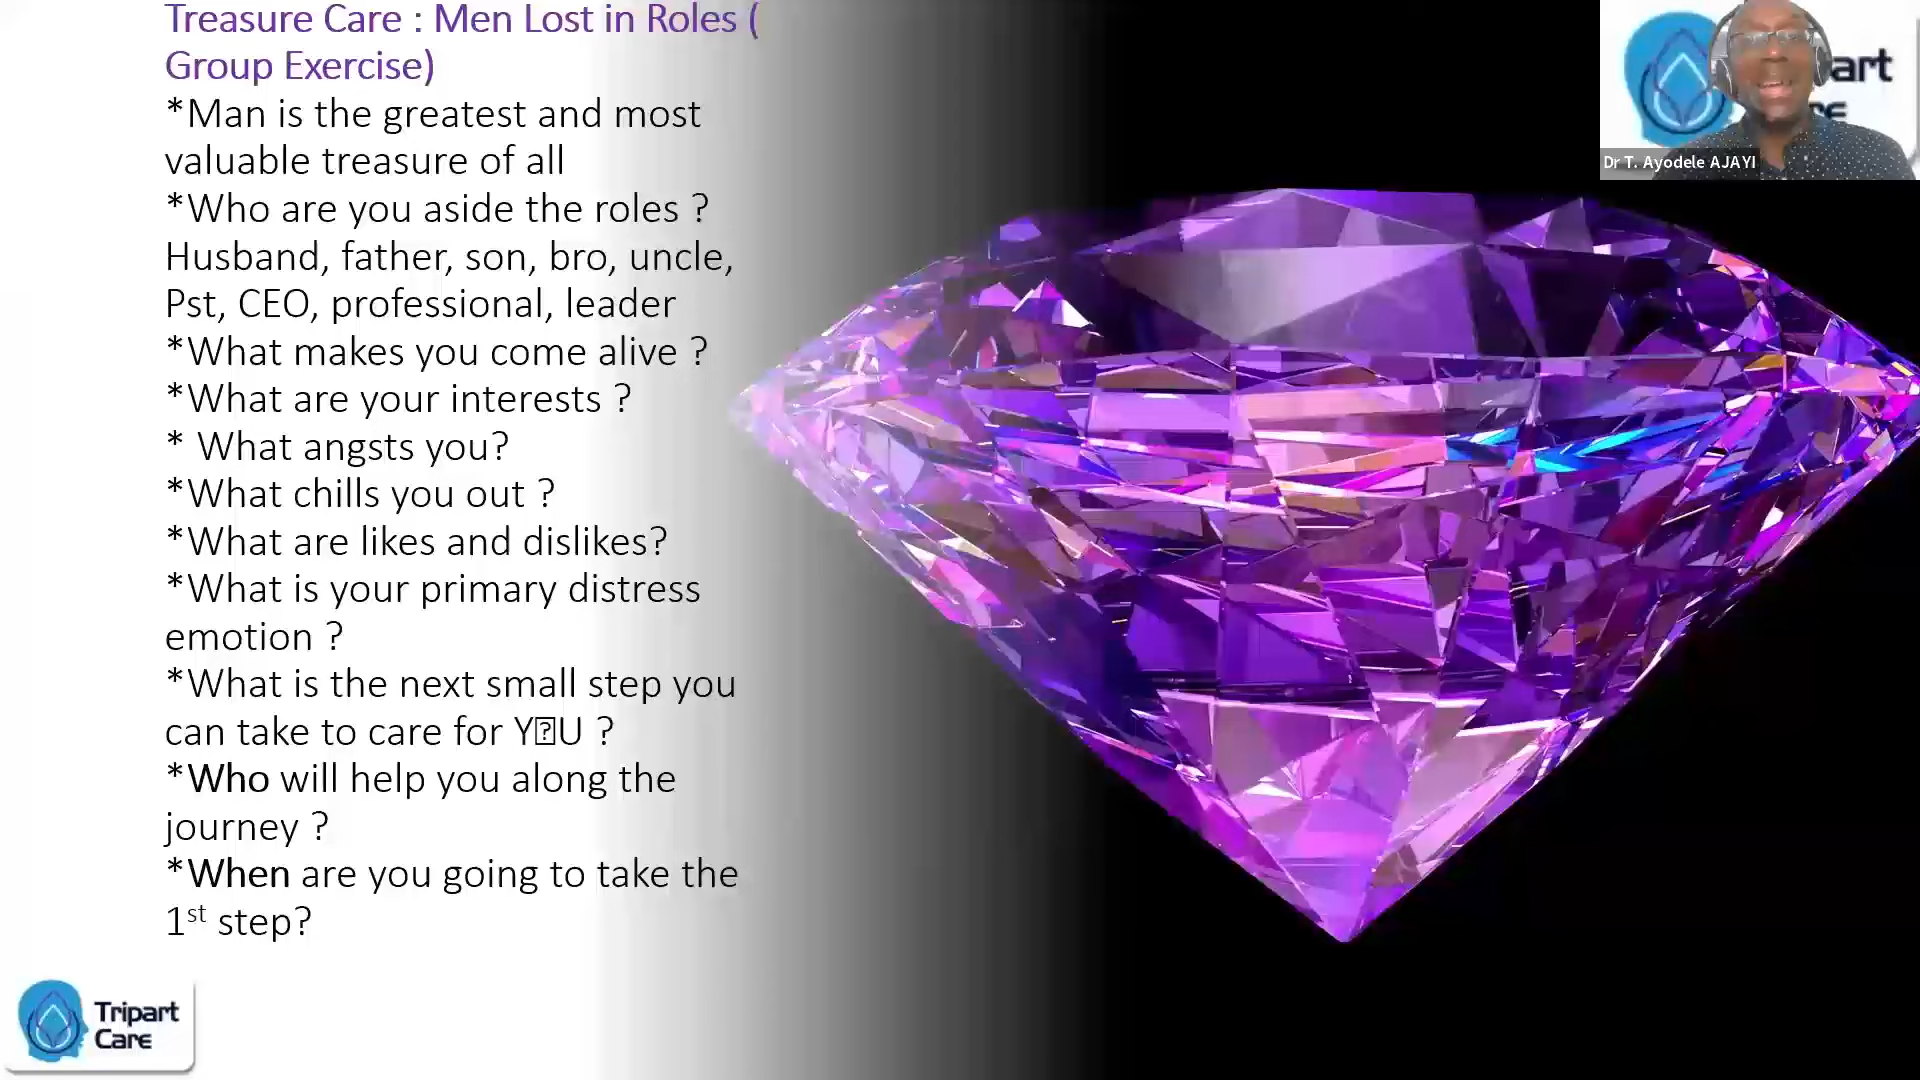 Treasure Care : Men Lost in Roles (
Group Exercise)
*Man is the greatest and most
valuable treasure of all
*Who are you aside the roles ?
Husband, father, son, bro, uncle,
Pst, CEO, professional, leader
*What makes you come alive ?
*What are your interests ?
* What angsts you?
*What chills you out ?
*What are likes and dislikes?
*What is your primary distress
emotion ?
*What is the next small step you
can take to care for Y⍰U ?
*Who will help you along the
journey ?
*When are you going to take the
1st step?
Tripart
Care
art
Dr T. Ayodele AJAYI